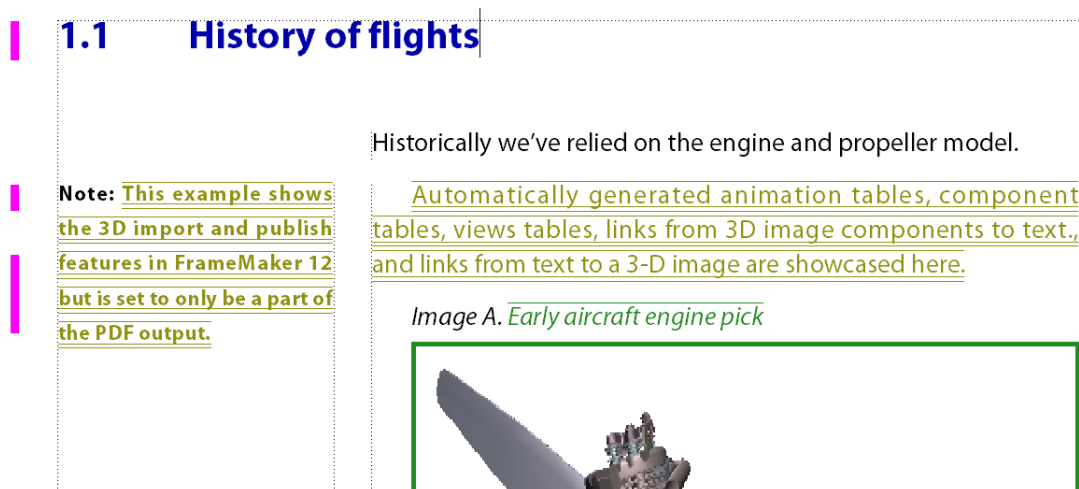 1.1 History of flights
Historically we’ve relied on the engine and propeller model.
Note: This example shows
the 3D import and publish
features in FrameMaker 12
but is set to only be a part of
the PDF output.
Automatically generated animation tables, component
tables, views tables, links from 3D image components to text.,
and links from text to a 3-D image are showcased here.
Image A. Early aircraft engine pick